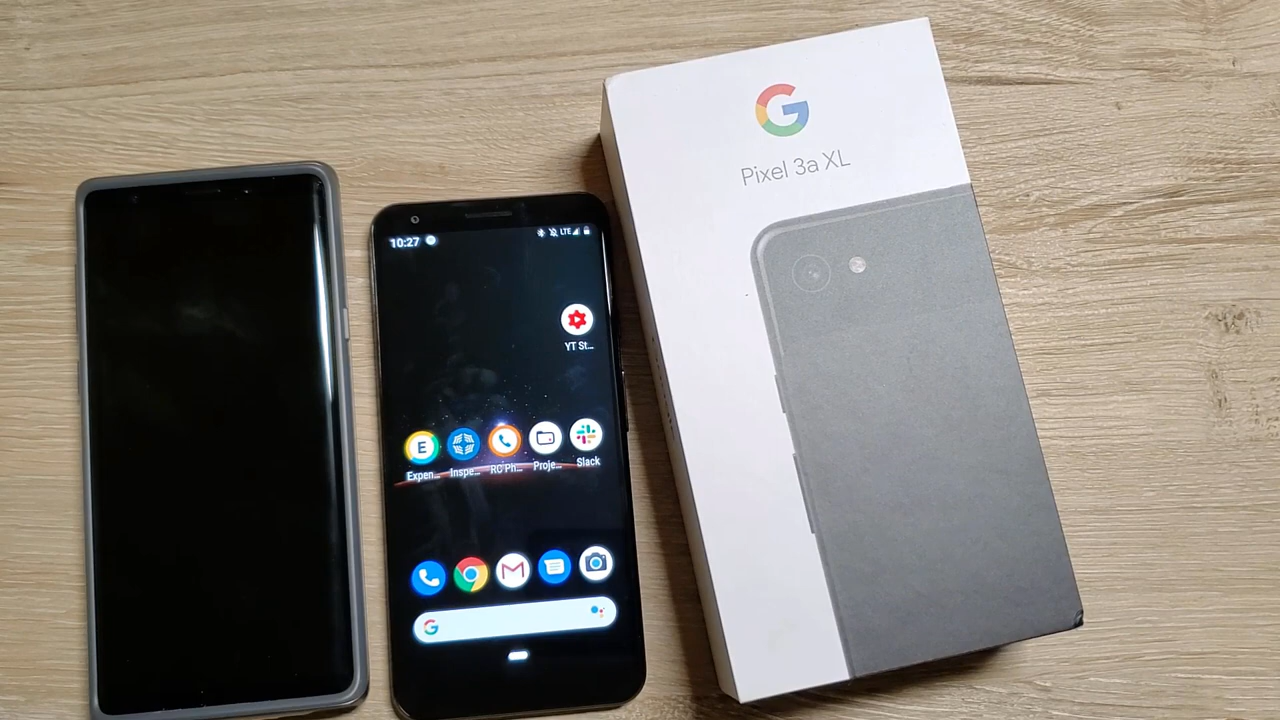 Pixel 3a XL
10:27
LTE
YT St...
E
Expen...
Inspe...
RC Ph...
Proje...
Slack